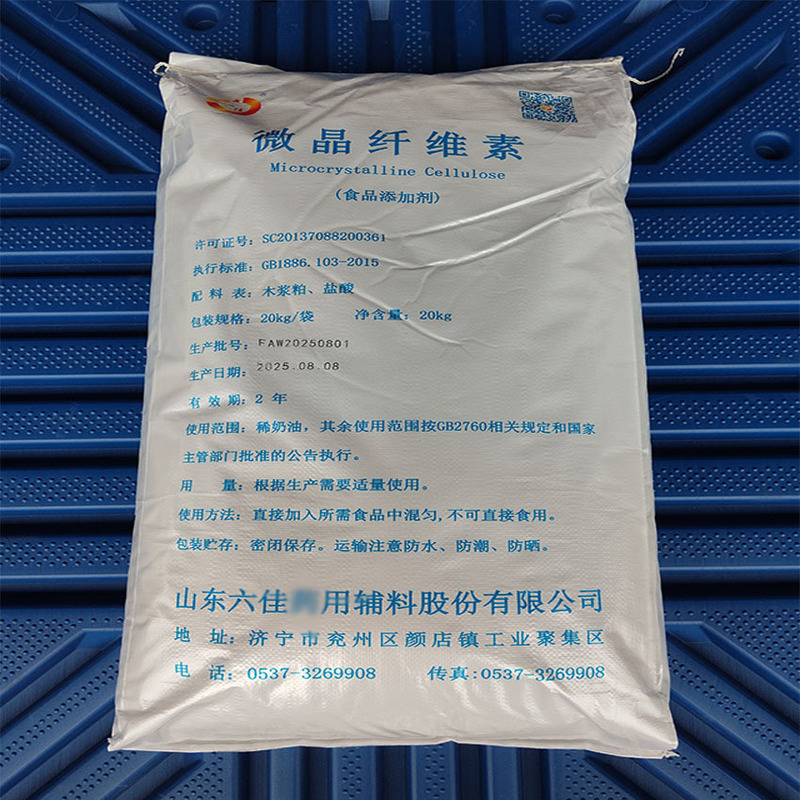 ®
微晶纤维素
Microcrystalline Cellulose
(食品添加剂)
许可证号：SC20137088200361
执行标准：GB1886.103-2015
配料表：木浆粕、盐酸
包装规格：20kg/袋 净含量：20kg
生产批号：FAW20250801
生产日期：2025.08.08
有效期：2年
使用范围：稀奶油，其余使用范围按GB2760相关规定和国家
主管部门批准的公告执行。
用量：根据生产需要适量使用。
使用方法：直接加入所需食品中混匀,不可直接食用。
包装贮存：密闭保存。运输注意防水、防潮、防晒。
山东六佳用辅料股份有限公司
地址：济宁市兖州区颜店镇工业聚集区
电话：0537-3269908 传真:0537-3269908